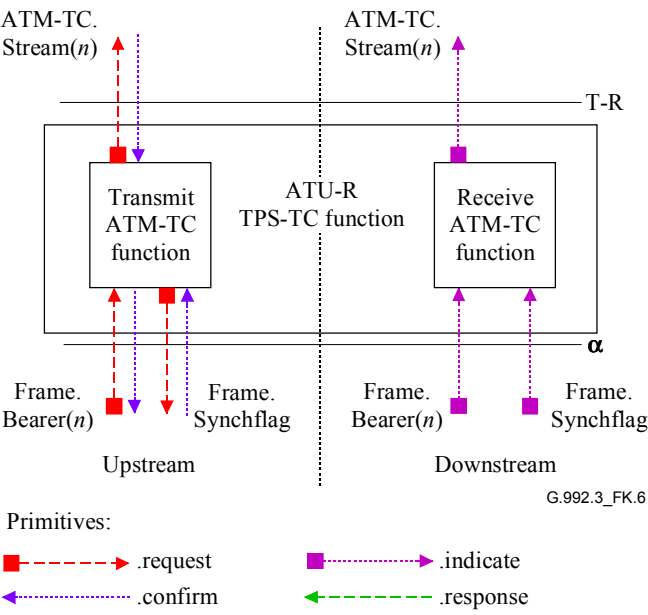 ATM-TC.
Stream(n)
ATM-TC.
Stream(n)
T-R
Transmit
ATM-TC
function
ATU-R
TPS-TC function
Receive
ATM-TC
function
α
Frame.
Bearer(n)
Frame.
Synchflag
Frame.
Bearer(n)
Frame.
Synchflag
Upstream
Downstream
G.992.3_FK.6
Primitives:
.request
.indicate
.confirm
.response